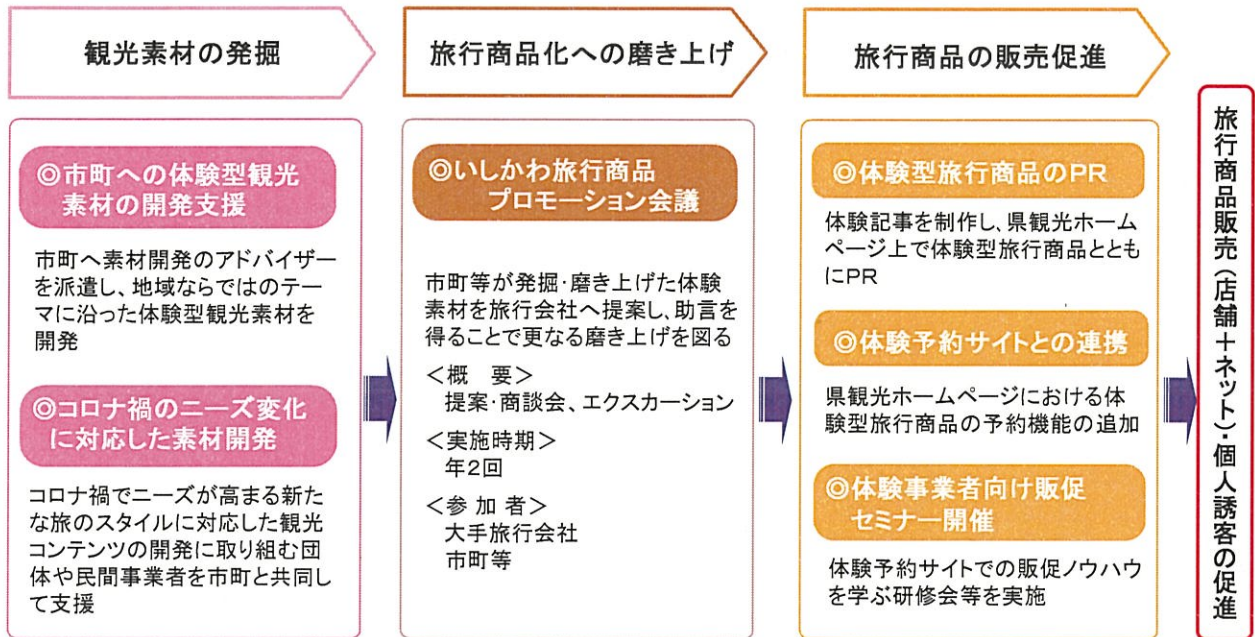 観光素材の発掘
◎市町への体験型観光
素材の開発支援
市町へ素材開発のアドバイザー
を派遣し、地域ならではのテー
マに沿った体験型観光素材を
開発
◎コロナ禍のニーズ変化
に対応した素材開発
コロナ禍でニーズが高まる新た
な旅のスタイルに対応した観光
コンテンツの開発に取り組む団
体や民間事業者を市町と共同し
て支援
旅行商品化への磨き上げ
◎いしかわ旅行商品
プロモーション会議
市町等が発掘・磨き上げた体験
素材を旅行会社へ提案し、助言を
得ることで更なる磨き上げを図る
<概　要>
提案・商談会、エクスカーション
<実施時期>
年2回
<参 加 者>
大手旅行会社
市町等
旅行商品の販売促進
◎体験型旅行商品のPR
体験記事を制作し、県観光ホーム
ページ上で体験型旅行商品ととも
にPR
◎体験予約サイトとの連携
県観光ホームページにおける体
験型旅行商品の予約機能の追加
◎体験事業者向け販促
セミナー開催
体験予約サイトでの販促ノウハウ
を学ぶ研修会等を実施
旅行商品販売(店舗+ネット)・個人誘客の促進